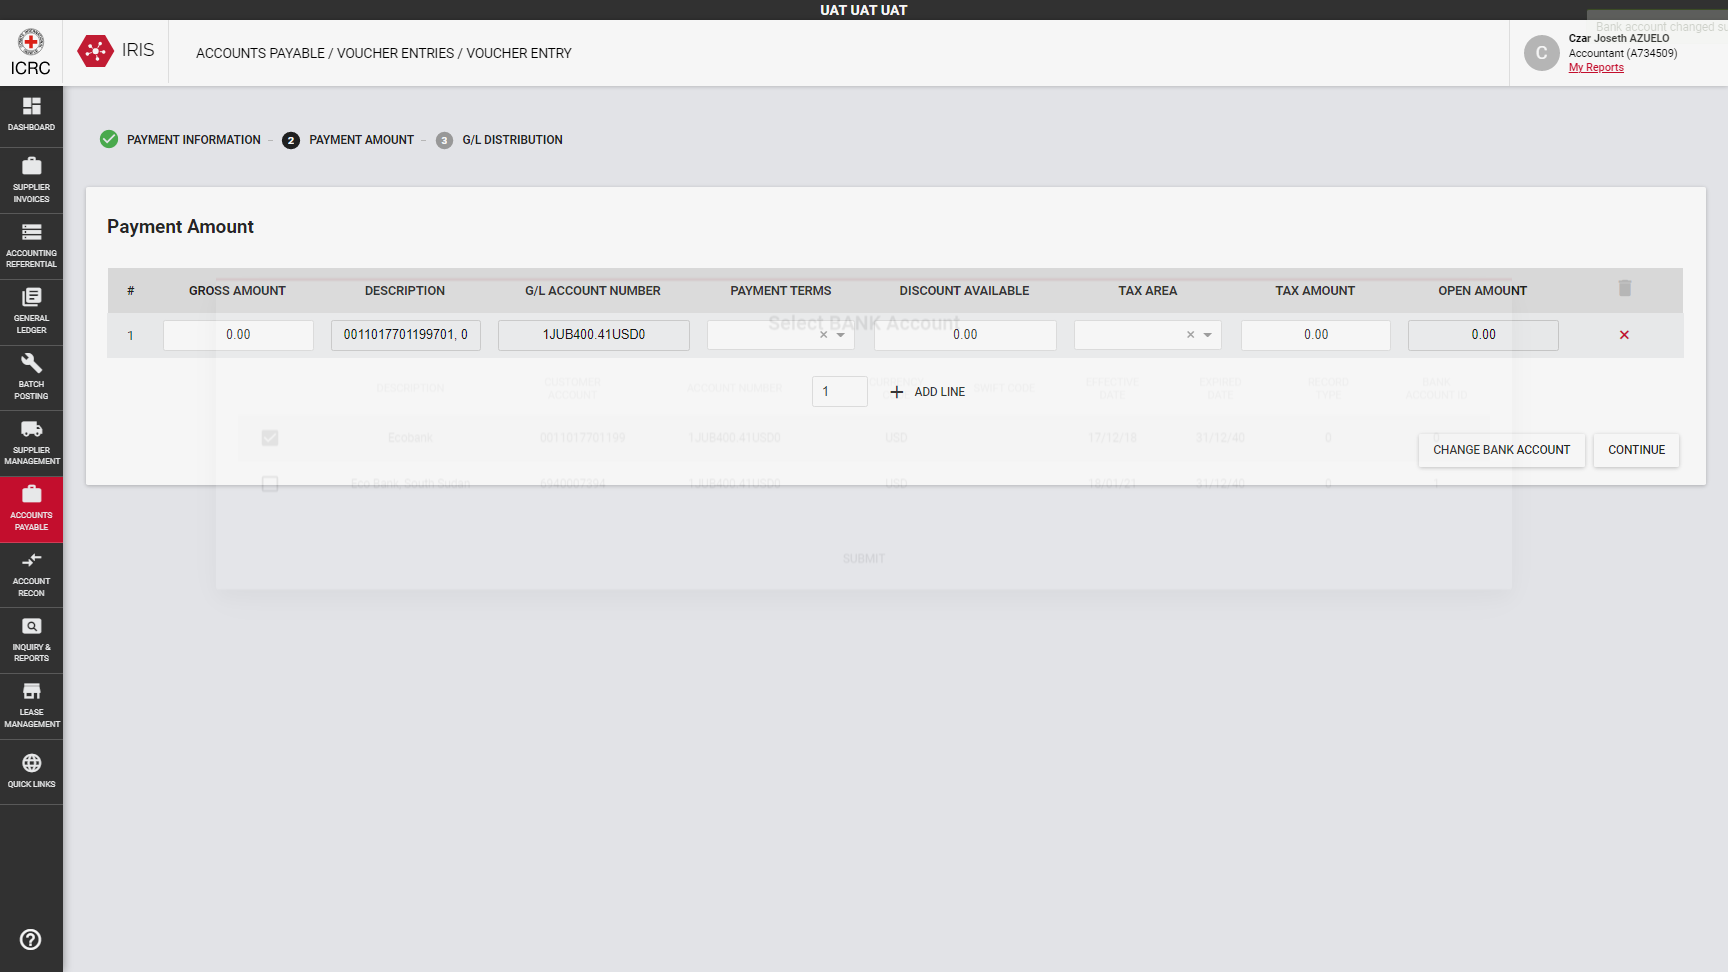 UAT UAT UAT
Bank account changed su
ICRC
IRIS
ACCOUNTS PAYABLE / VOUCHER ENTRIES / VOUCHER ENTRY
C
Czar Joseth AZUELO
Accountant (A734509)
My Reports
DASHBOARD
SUPPLIER
INVOICES
ACCOUNTING
REFERENTIAL
GENERAL
LEDGER
BATCH
POSTING
SUPPLIER
MANAGEMENT
ACCOUNTS
PAYABLE
ACCOUNT
RECON
INQUIRY &
REPORTS
LEASE
MANAGEMENT
QUICK LINKS
PAYMENT INFORMATION – 2 PAYMENT AMOUNT – 3 G/L DISTRIBUTION
Payment Amount
# GROSS AMOUNT DESCRIPTION G/L ACCOUNT NUMBER PAYMENT TERMS DISCOUNT AVAILABLE TAX AREA TAX AMOUNT OPEN AMOUNT
1 0.00 0011017701199701, 0 1JUB400.41USD0 0.00 0.00 0.00
1 ADD LINE
CHANGE BANK ACCOUNT CONTINUE
Select BANK Account
DESCRIPTION CUSTOMER ACCOUNT ACCOUNT NUMBER CURRENCY SWIFT CODE EFFECTIVE DATE EXPIRED DATE RECORD TYPE BANK ACCOUNT ID
Ecobank 0011017701199 1JUB400.41USD0 USD 17/12/18 31/12/40 0 0
Eco Bank, South Sudan 6940007394 1JUB400.41USD0 USD 18/01/21 31/12/40 0 1
SUBMIT